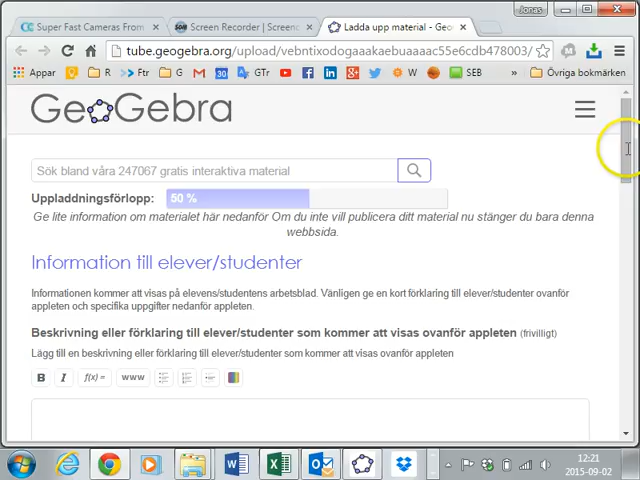 Jonas
Super Fast Cameras From
Screen Recorder | Screenc
Ladda upp material - Geo
tube.geogebra.org/upload/vebntixodogaaakaebuaaaac55e6cdb478003/
Appar R Ftr G M GTr YT W SEB » Övriga bokmärken
GeoGebra
Sök bland våra 247067 gratis interaktiva material
Uppladdningsförlopp: 50 %
Ge lite information om materialet här nedanför Om du inte vill publicera ditt material nu stänger du bara denna
webbsida.
Information till elever/studenter
Informationen kommer att visas på elevens/studentens arbetsblad. Vänligen ge en kort förklaring till elever/studenter ovanför
appleten och specifika uppgifter nedanför appleten.
Beskrivning eller förklaring till elever/studenter som kommer att visas ovanför appleten (frivilligt)
Lägg till en beskrivning eller förklaring till elever/studenter som kommer att visas ovanför appleten
B I f(x) = www
12:21
2015-09-02